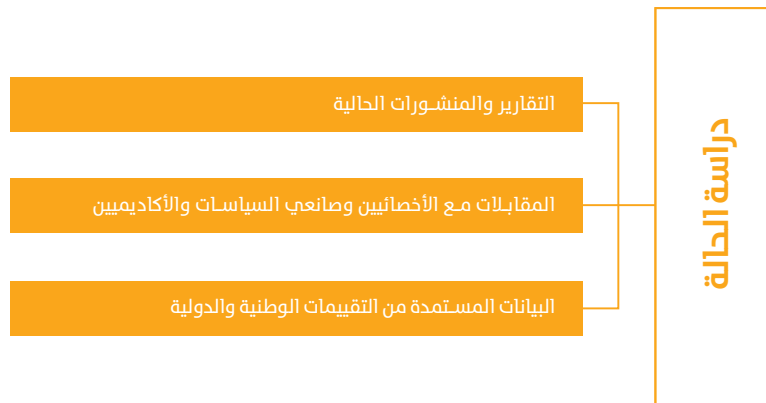 دراسة الحالة
التقارير والمنشورات الحالية
المقابلات مع الأخصائيين وصانعي السياسات والأكاديميين
البيانات المستمدة من التقييمات الوطنية والدولية